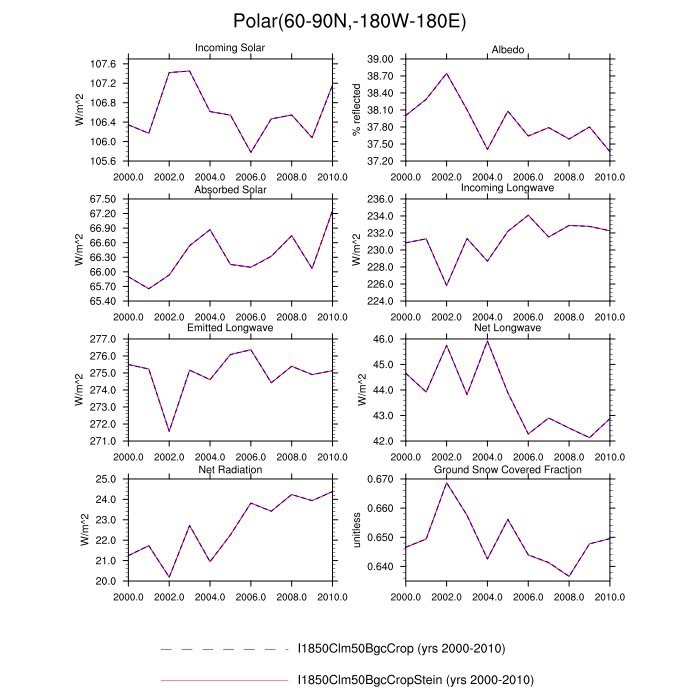 Polar(60-90N,-180W-180E)
Incoming Solar
W/m^2
107.6
107.2
106.8
106.4
106.0
105.6
2000.0 2002.0 2004.0 2006.0 2008.0 2010.0
Albedo
% reflected
39.00
38.70
38.40
38.10
37.80
37.50
37.20
2000.0 2002.0 2004.0 2006.0 2008.0 2010.0
Absorbed Solar
W/m^2
67.50
67.20
66.90
66.60
66.30
66.00
65.70
65.40
2000.0 2002.0 2004.0 2006.0 2008.0 2010.0
Incoming Longwave
W/m^2
236.0
234.0
232.0
230.0
228.0
226.0
224.0
2000.0 2002.0 2004.0 2006.0 2008.0 2010.0
Emitted Longwave
W/m^2
277.0
276.0
275.0
274.0
273.0
272.0
271.0
2000.0 2002.0 2004.0 2006.0 2008.0 2010.0
Net Longwave
W/m^2
46.0
45.0
44.0
43.0
42.0
2000.0 2002.0 2004.0 2006.0 2008.0 2010.0
Net Radiation
W/m^2
25.0
24.0
23.0
22.0
21.0
20.0
2000.0 2002.0 2004.0 2006.0 2008.0 2010.0
Ground Snow Covered Fraction
unitless
0.670
0.660
0.650
0.640
2000.0 2002.0 2004.0 2006.0 2008.0 2010.0
I1850Clm50BgcCrop (yrs 2000-2010)
I1850Clm50BgcCropStein (yrs 2000-2010)